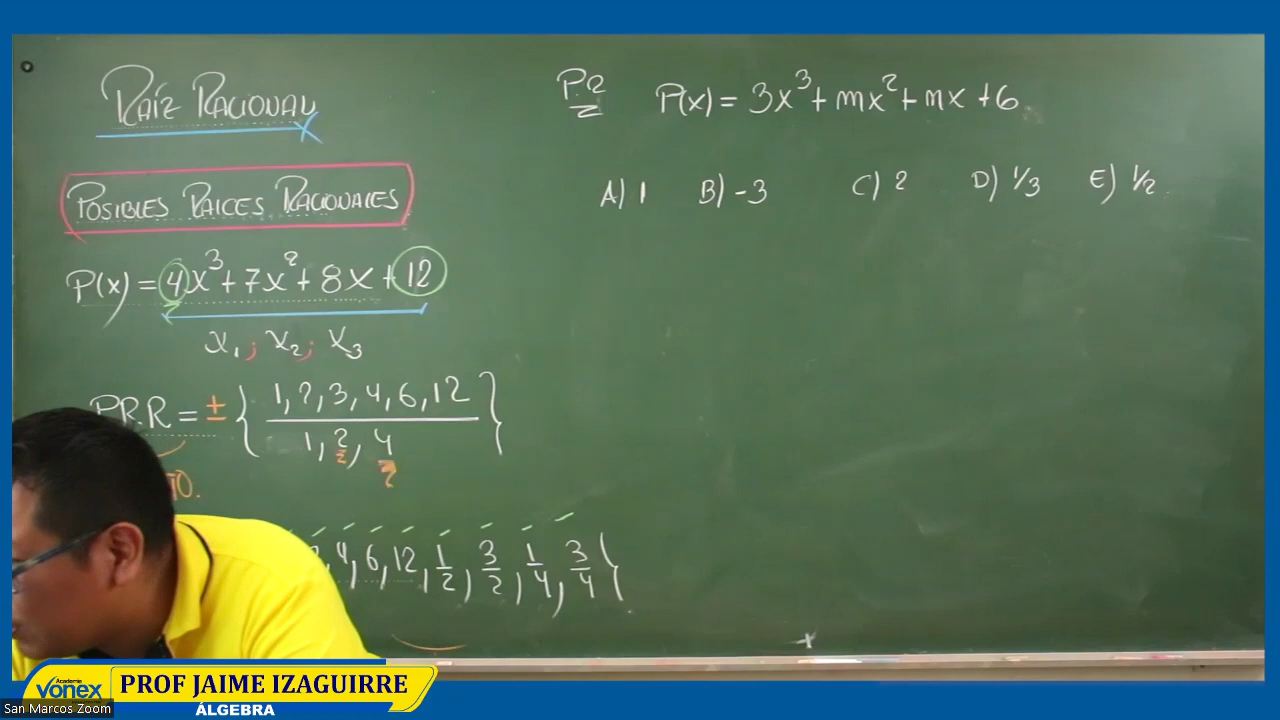 RAÍZ RACIONAL
POSIBLES RAICES RACIONALES
P(x) = 4x³ + 7x² + 8x + 12
x₁ ; x₂ ; x₃
P.R.R = ± { 1, 2, 3, 4, 6, 12
1, 2, 4 }
, 4, 6, 12, 1/2, 3/2, 1/4, 3/4 }
P2 P(x) = 3x³ + mx² + nx + 6
A) 1 B) -3 C) 2 D) 1/3 E) 1/2
Academia
vonex
PROF JAIME IZAGUIRRE
ÁLGEBRA
San Marcos Zoom